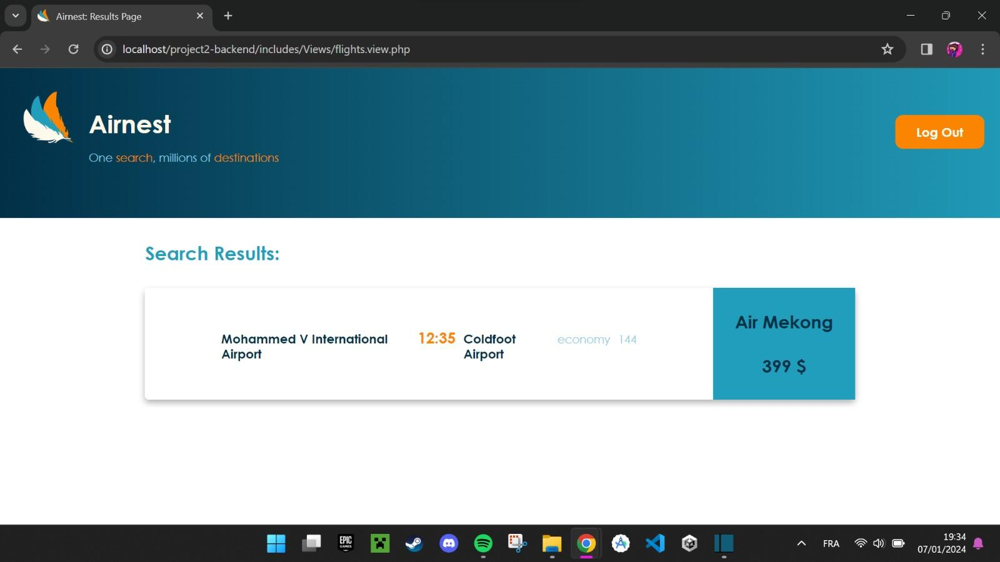 Airnest: Results Page
localhost/project2-backend/includes/Views/flights.view.php
Airnest
One search, millions of destinations
Log Out
Search Results:
Mohammed V International
Airport
12:35
Coldfoot
Airport
economy 144
Air Mekong
399 $
EPIC
GAMES
FRA
19:34
07/01/2024